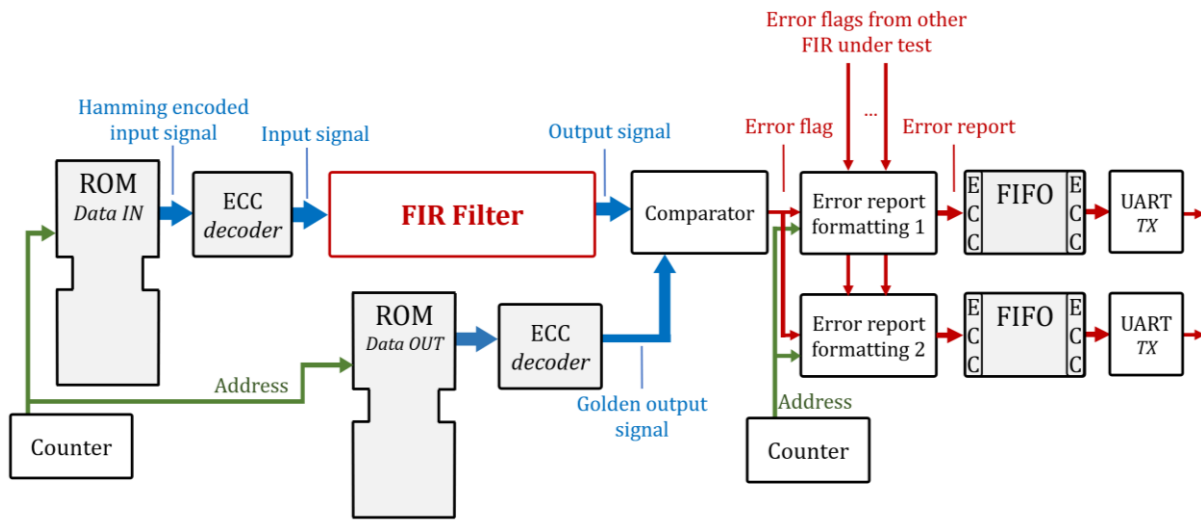 Error flags from other
FIR under test
...
Hamming encoded
input signal
Input signal
Output signal
Error flag
Error report
ROM
Data IN
ECC
decoder
FIR Filter
Comparator
Error report
formatting 1
E
C
C
FIFO
E
C
C
UART
TX
ROM
Data OUT
ECC
decoder
Error report
formatting 2
E
C
C
FIFO
E
C
C
UART
TX
Address
Golden output
signal
Address
Counter
Counter